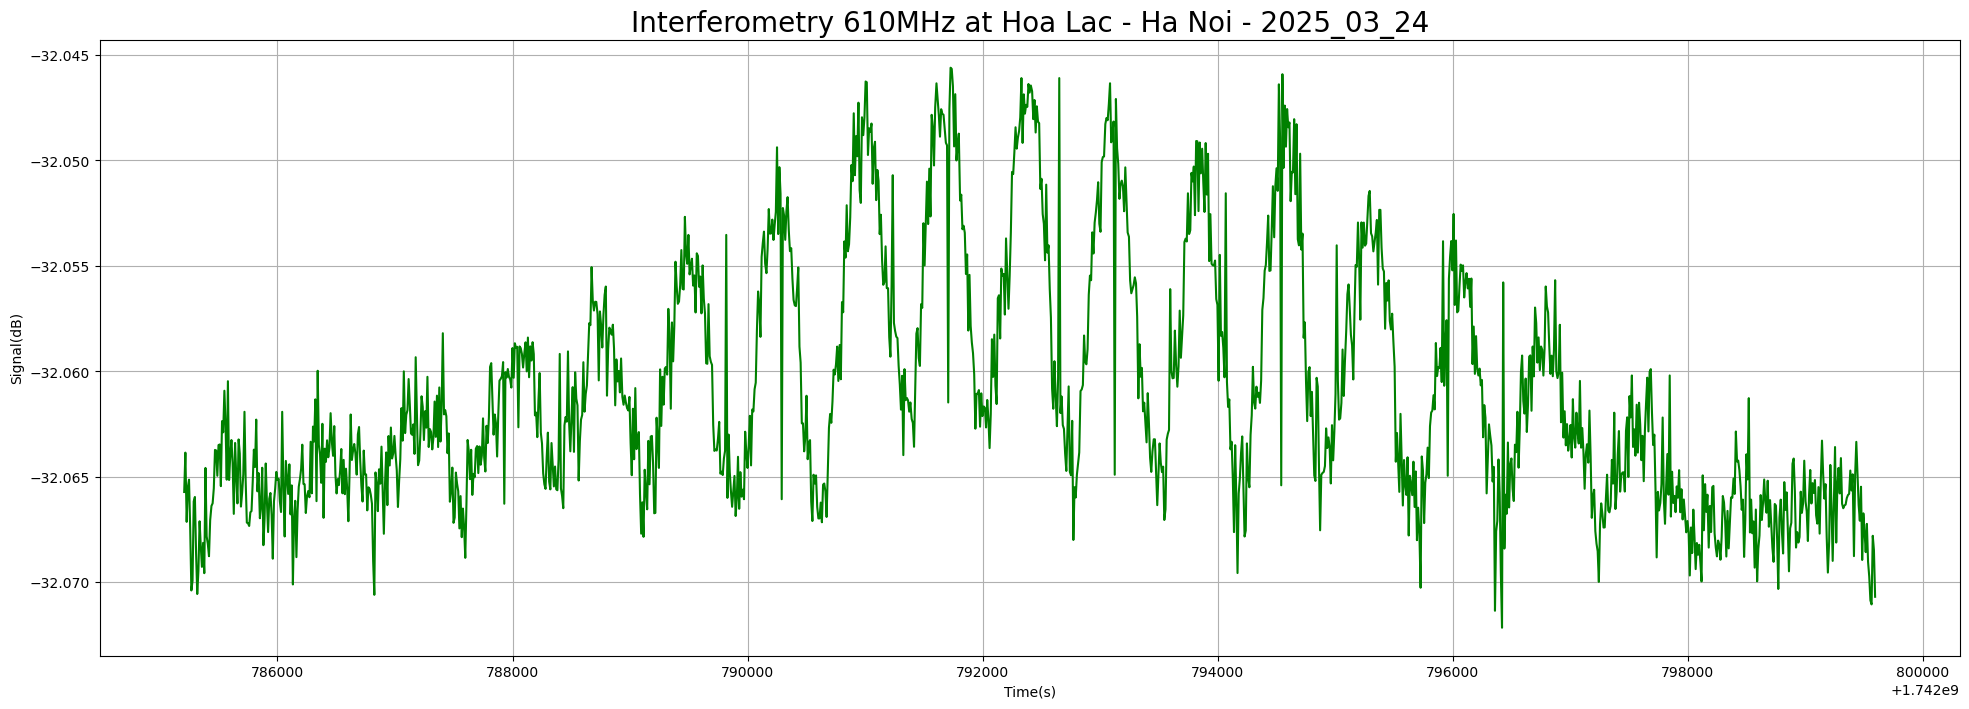 Interferometry 610MHz at Hoa Lac - Ha Noi - 2025_03_24
−32.045
−32.050
−32.055
−32.060
−32.065
−32.070
Signal(dB)
786000 788000 790000 792000 794000 796000 798000 800000
Time(s)
+1.742e9